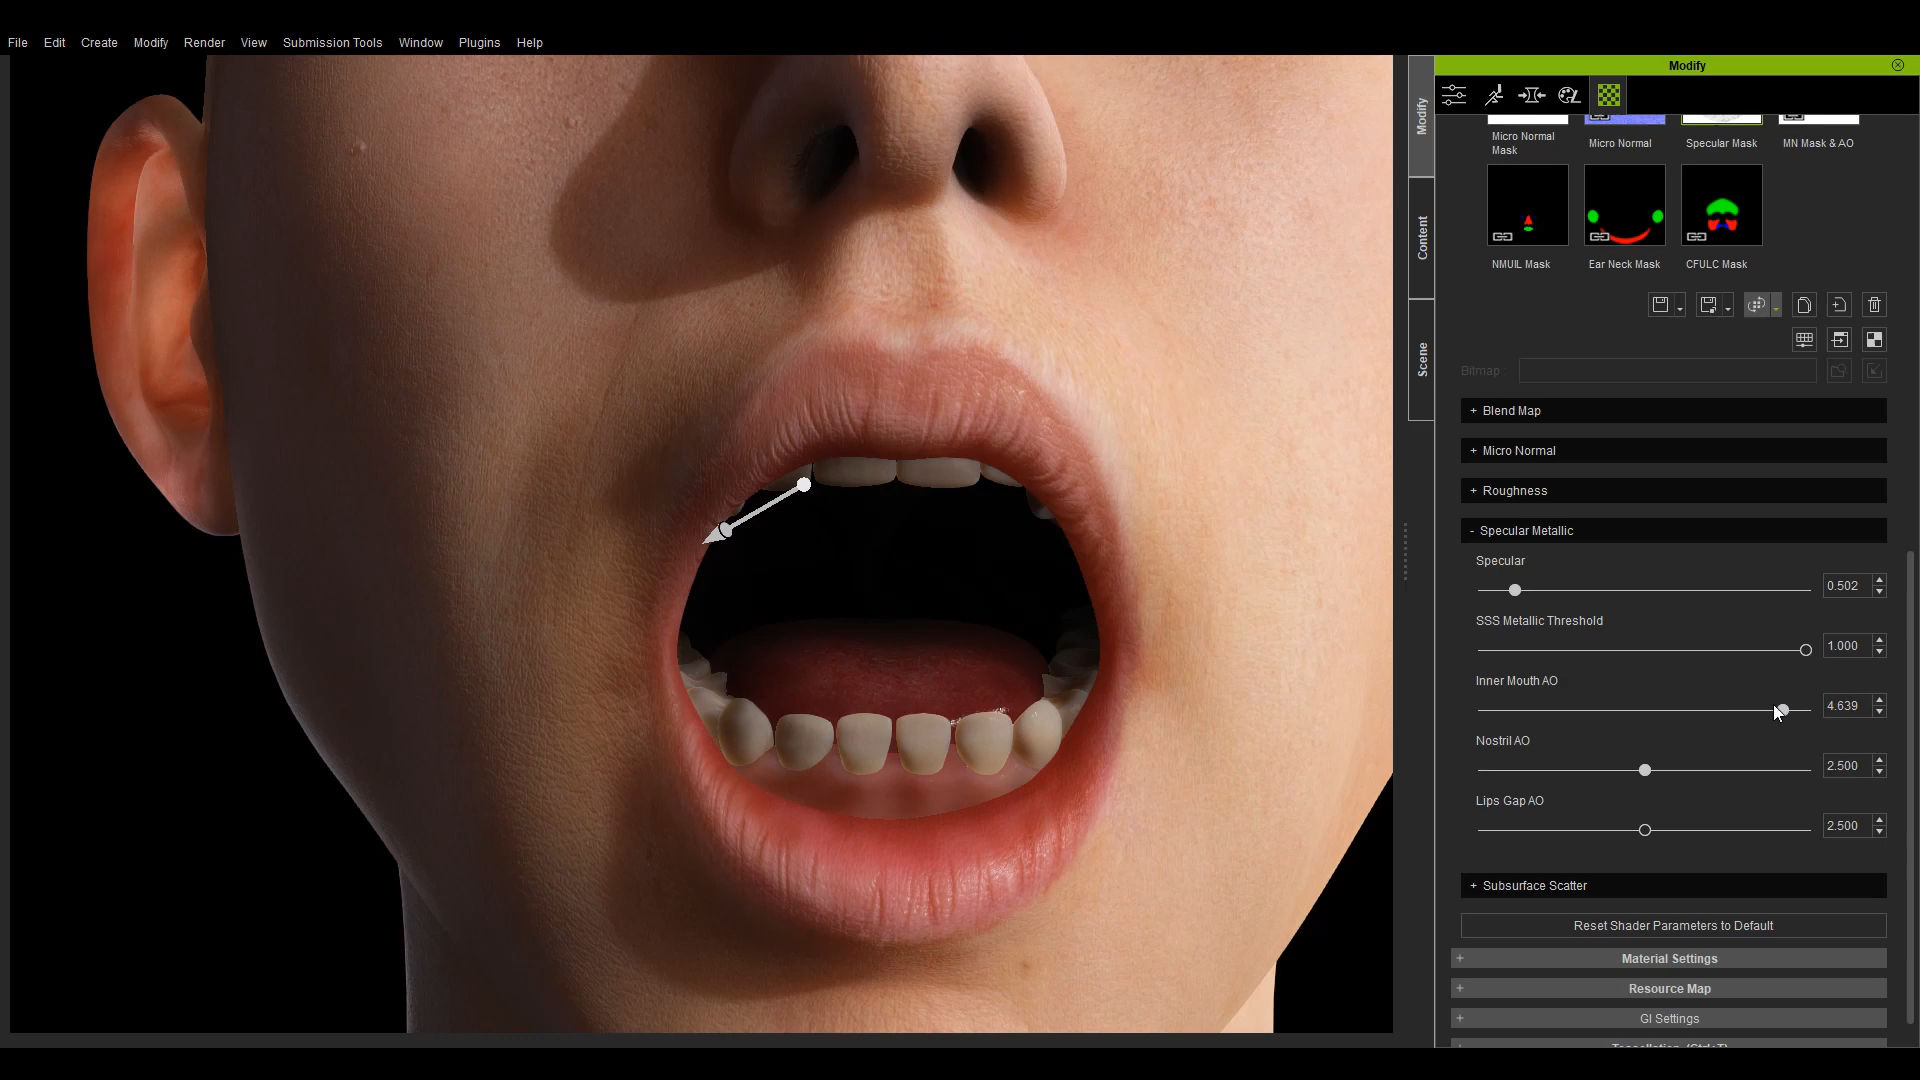 File Edit Create Modify Render View Submission Tools Window Plugins Help
Modify
Modify
Content
Scene
Micro Normal
Mask
Micro Normal
Specular Mask
MN Mask & AO
NMUIL Mask
Ear Neck Mask
CFULC Mask
Bitmap :
+ Blend Map
+ Micro Normal
+ Roughness
- Specular Metallic
Specular
0.502
SSS Metallic Threshold
1.000
Inner Mouth AO
4.639
Nostril AO
2.500
Lips Gap AO
2.500
+ Subsurface Scatter
Reset Shader Parameters to Default
+ Material Settings
+ Resource Map
+ GI Settings